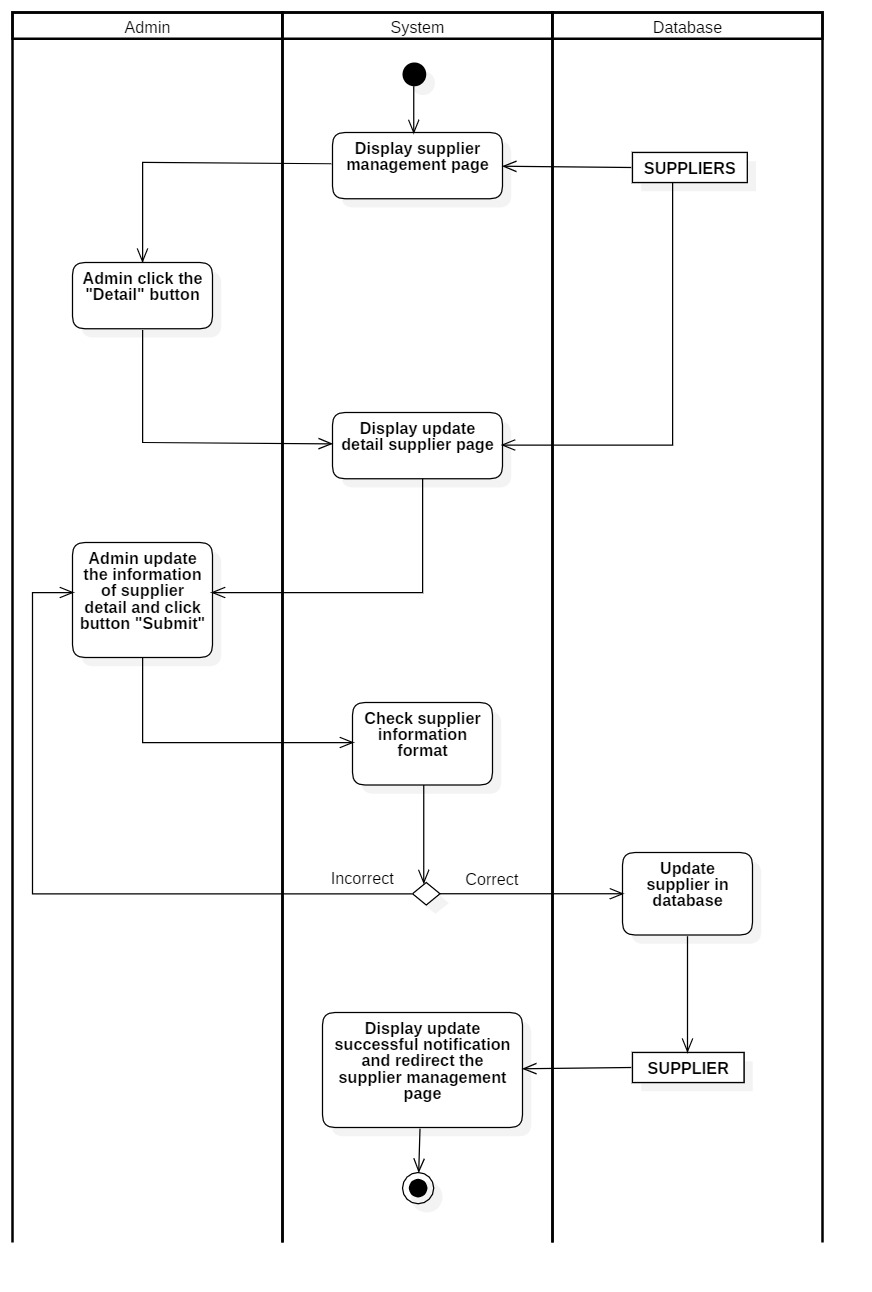 Admin
System
Database
Display supplier
management page
SUPPLIERS
Admin click the
"Detail" button
Display update
detail supplier page
Admin update
the information
of supplier
detail and click
button "Submit"
Check supplier
information
format
Incorrect
Correct
Update
supplier in
database
Display update
successful notification
and redirect the
supplier management
page
SUPPLIER